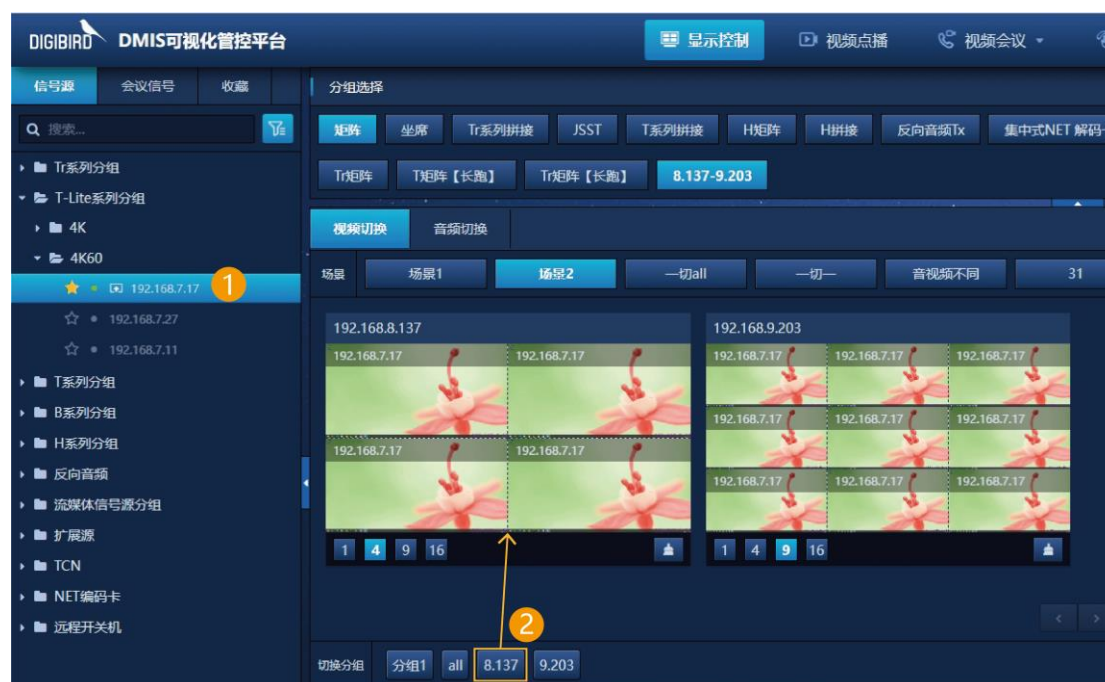 DIGIBIRD DMIS可视化管控平台 显示控制 视频点播 视频会议
信号源 会议信号 收藏
搜索...
Tr系列分组
T-Lite系列分组
4K
4K60
192.168.7.17 1
192.168.7.27
192.168.7.11
T系列分组
B系列分组
H系列分组
反向音频
流媒体信号源分组
扩展源
TCN
NET编码卡
远程开关机
分组选择
矩阵 坐席 Tr系列拼接 JSST T系列拼接 H矩阵 H拼接 反向音频Tx 集中式NET 解码
Tr矩阵 T矩阵【长跑】 Tr矩阵【长跑】 8.137-9.203
视频切换 音频切换
场景 场景1 场景2 一切all 一切一 音视频不同 31
192.168.8.137
192.168.7.17 192.168.7.17
192.168.7.17 192.168.7.17
1 4 9 16
192.168.9.203
192.168.7.17 192.168.7.17 192.168.7.17
192.168.7.17 192.168.7.17 192.168.7.17
192.168.7.17 192.168.7.17 192.168.7.17
1 4 9 16
2
切换分组 分组1 all 8.137 9.203